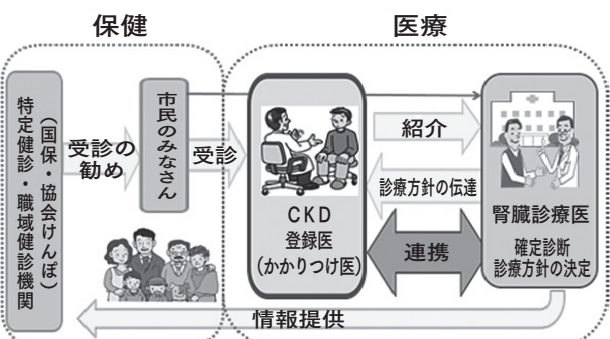 保健
医療
特定健診・職域健診機関
（国保・協会けんぽ）
受診の
勧め
市民のみなさん
受診
CKD
登録医
(かかりつけ医)
紹介
診療方針の伝達
連携
腎臓診療医
確定診断
診療方針の決定
情報提供